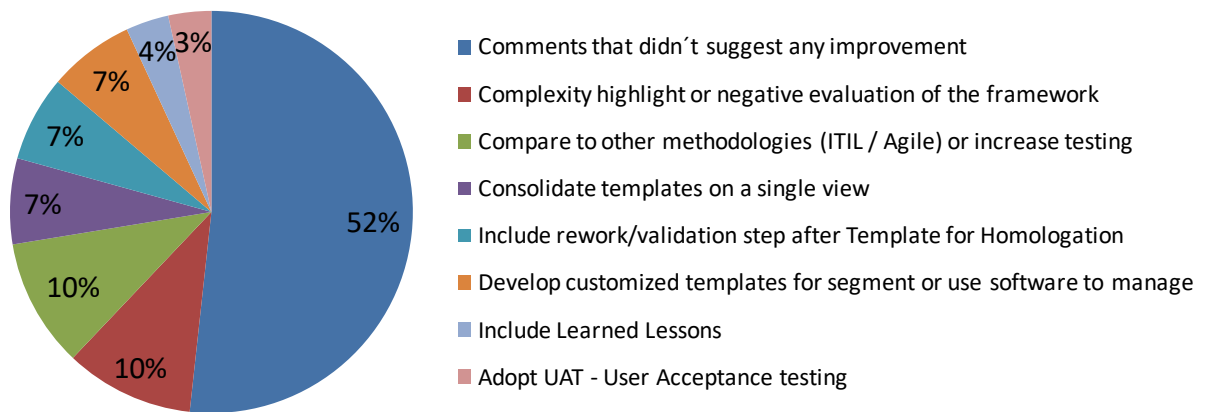 3%
4%
7%
7%
7%
10%
10%
52%
Comments that didn´t suggest any improvement
Complexity highlight or negative evaluation of the framework
Compare to other methodologies (ITIL / Agile) or increase testing
Consolidate templates on a single view
Include rework/validation step after Template for Homologation
Develop customized templates for segment or use software to manage
Include Learned Lessons
Adopt UAT - User Acceptance testing